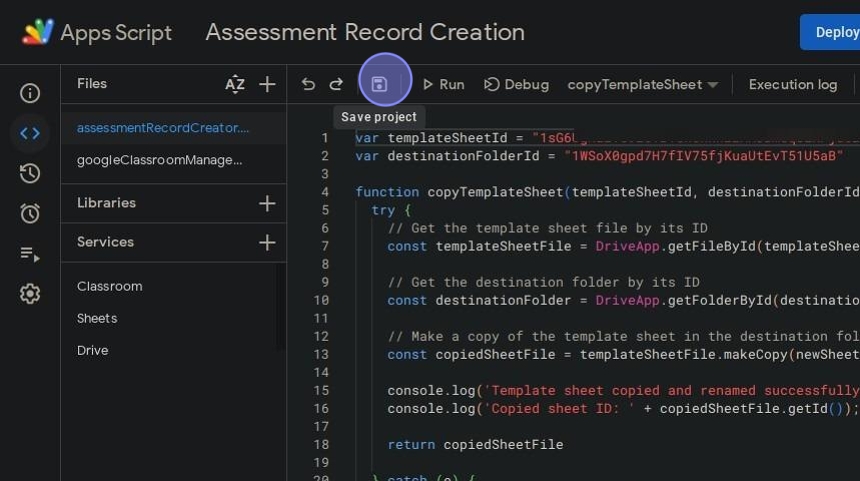 Apps Script Assessment Record Creation Deploy
Files AZ
Run Debug copyTemplateSheet Execution log
Save project
assessmentRecordCreator....
googleClassroomManage...
Libraries
Services
Classroom
Sheets
Drive
1 var templateSheetId = "1sG6
2 var destinationFolderId = "1WSoX0gpd7H7fIV75fjKuaUtEvT51U5aB"
3
4 function copyTemplateSheet(templateSheetId, destinationFolderId
5 try {
6 // Get the template sheet file by its ID
7 const templateSheetFile = DriveApp.getFileById(templateShee
8
9 // Get the destination folder by its ID
10 const destinationFolder = DriveApp.getFolderById(destinatio
11
12 // Make a copy of the template sheet in the destination fol
13 const copiedSheetFile = templateSheetFile.makeCopy(newSheet
14
15 console.log('Template sheet copied and renamed successfully
16 console.log('Copied sheet ID: ' + copiedSheetFile.getId());
17
18 return copiedSheetFile
19
20 } catch (e) {